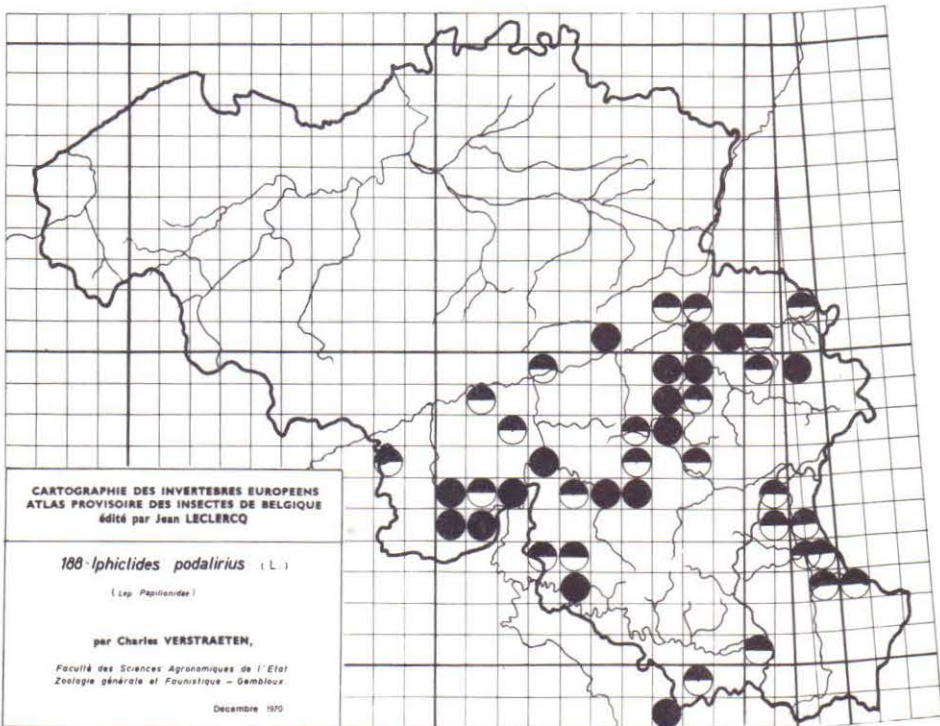 CARTOGRAPHIE DES INVERTEBRES EUROPEENS
ATLAS PROVISOIRE DES INSECTES DE BELGIQUE
édité par Jean LECLERCQ
188-Iphiclides podalirius (L.)
(Lep. Papilionidae)
par Charles VERSTRAETEN,
Faculté des Sciences Agronomiques de l'Etat
Zoologie générale et Faunistique - Gembloux.
Décembre 1970